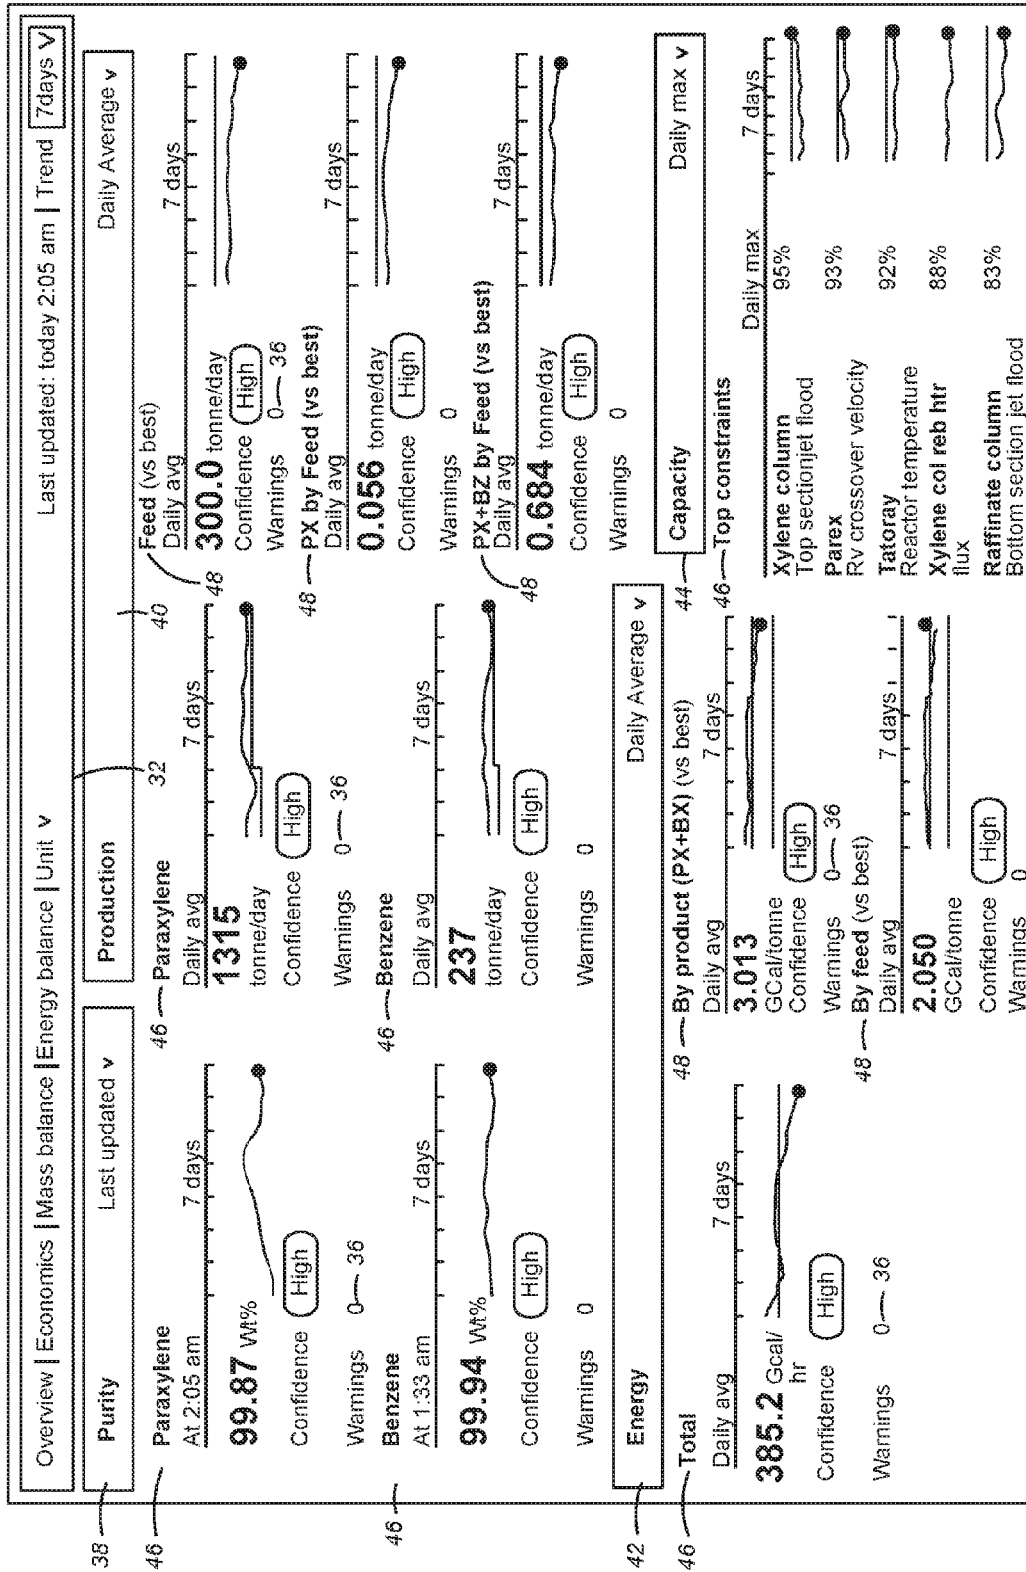 Overview | Economics | Mass balance | Energy balance | Unit v
Last updated: today 2:05 am | Trend 7days V
32
38
Purity
Last updated v
46
Paraxylene
At 2:05 am
7 days
99.87 Wt%
Confidence High
Warnings 0 36
46
Benzene
At 1:33 am
7 days
99.94 Wt%
Confidence High
Warnings 0
40
Production
Daily Average v
46 Paraxylene
Daily avg
7 days
1315
tonne/day
Confidence High
Warnings 0 36
46 Benzene
Daily avg
7 days
237
tonne/day
Confidence High
Warnings 0
48
Feed (vs best)
Daily avg
7 days
300.0 tonne/day
Confidence High
Warnings 0 36
48 PX by Feed (vs best)
Daily avg
7 days
0.056 tonne/day
Confidence High
Warnings 0
48
PX+BZ by Feed (vs best)
Daily avg
7 days
0.684 tonne/day
Confidence High
Warnings 0
42
Energy
Daily Average v
46
Total
Daily avg
7 days
385.2 Gcal/
hr
Confidence High
Warnings 0 36
48 By product (PX+BX) (vs best)
Daily avg
7 days
3.013
GCal/tonne
Confidence High
Warnings 0 36
48 By feed (vs best)
Daily avg
7 days
2.050
GCal/tonne
Confidence High
Warnings 0
44
Capacity
Daily max v
46 Top constraints
Daily max
7 days
Xylene column
Top sectionjet flood
95%
Parex
Rv crossover velocity
93%
Tatoray
Reactor temperature
92%
Xylene col reb htr
flux
88%
Raffinate column
Bottom section jet flood
83%